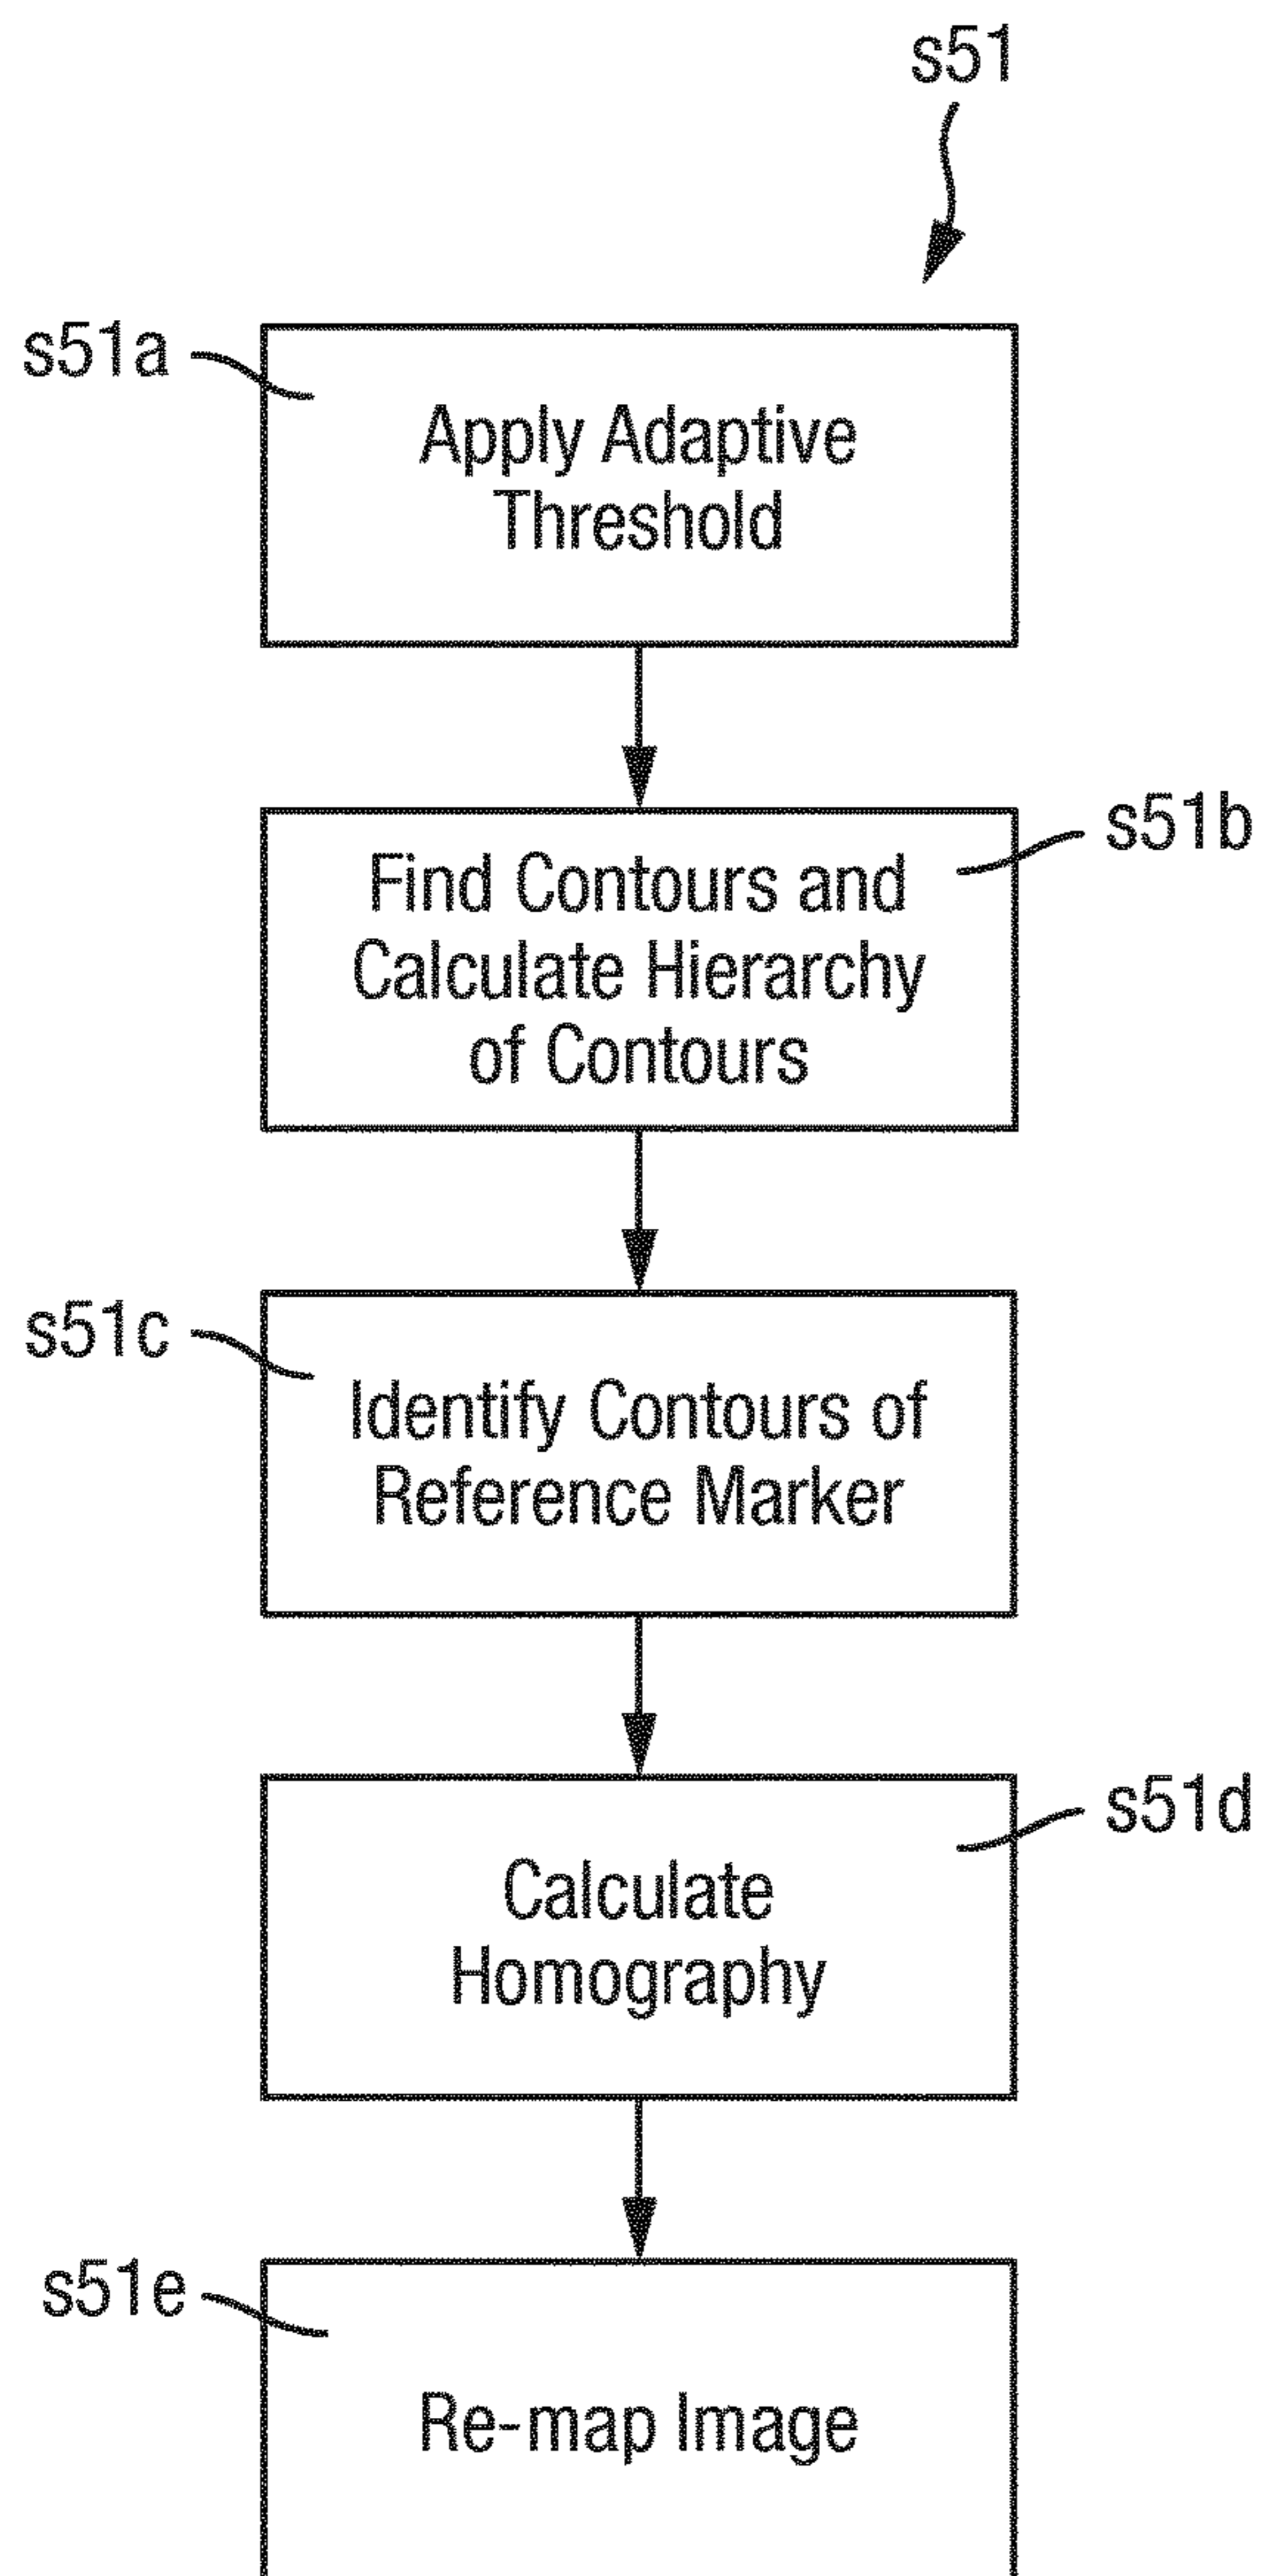 s51
s51a
Apply Adaptive
Threshold
s51b
Find Contours and
Calculate Hierarchy
of Contours
s51c
Identify Contours of
Reference Marker
s51d
Calculate
Homography
s51e
Re-map Image